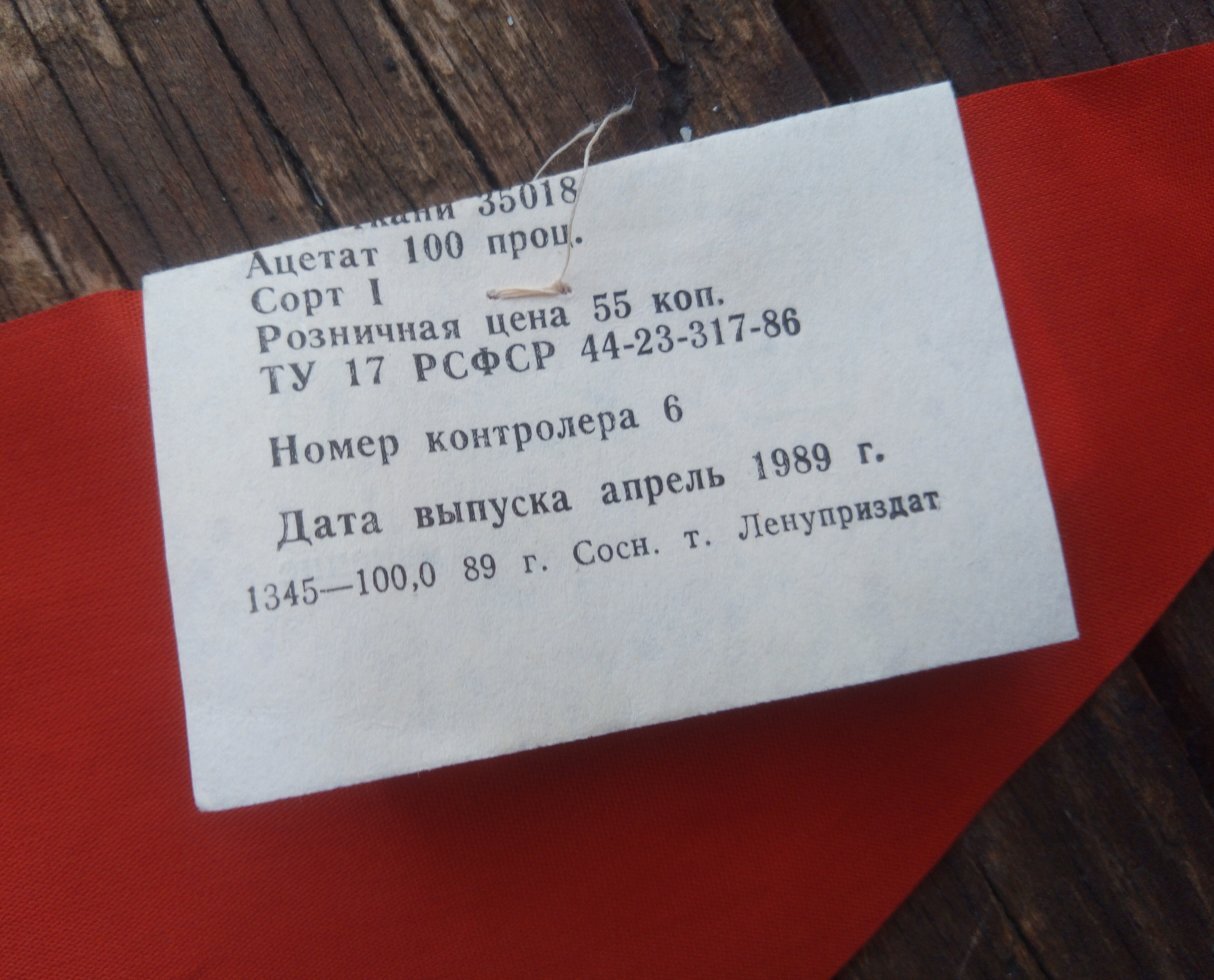 ткани 35018
Ацетат 100 проц.
Сорт I
Розничная цена 55 коп.
ТУ 17 РСФСР 44-23-317-86
Номер контролера 6
Дата выпуска апрель 1989 г.
1345—100,0 89 г. Сосн. т. Ленуприздат